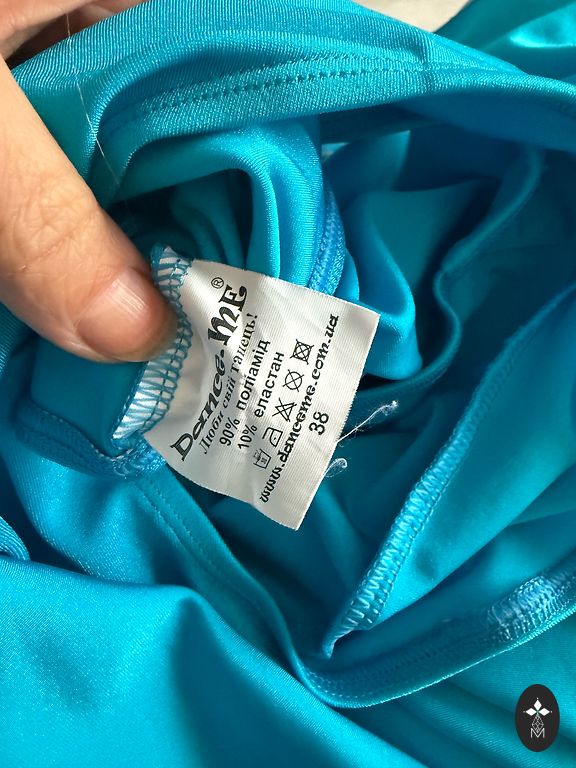 Dance.ME®
Люби свій танець!
90% поліамід
10% еластан
www.danceme.com.ua
38
M